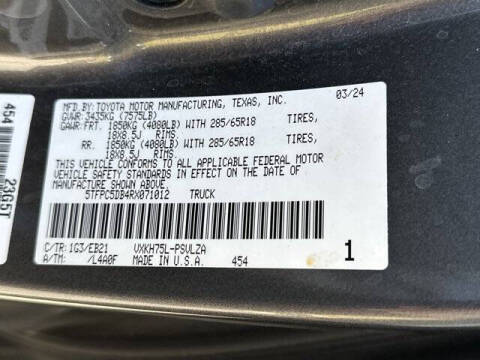 MFD.BY:TOYOTA MOTOR MANUFACTURING, TEXAS, INC. 03/24
GVWR: 3435KG (7575LB)
GAWR:FRT. 1850KG (4080LB) WITH 285/65R18 TIRES,
18X8.5J RIMS.
RR. 1850KG (4080LB) WITH 285/65R18 TIRES,
18X8.5J RIMS.
THIS VEHICLE CONFORMS TO ALL APPLICABLE FEDERAL MOTOR
VEHICLE SAFETY STANDARDS IN EFFECT ON THE DATE OF
MANUFACTURE SHOWN ABOVE.
5TFPC5DB4RX071012 TRUCK
C/TR:1G3/EB21 VXKH75L-PSVLZA
A/TM: /L4A0F MADE IN U.S.A. 454 1
454 23G5T